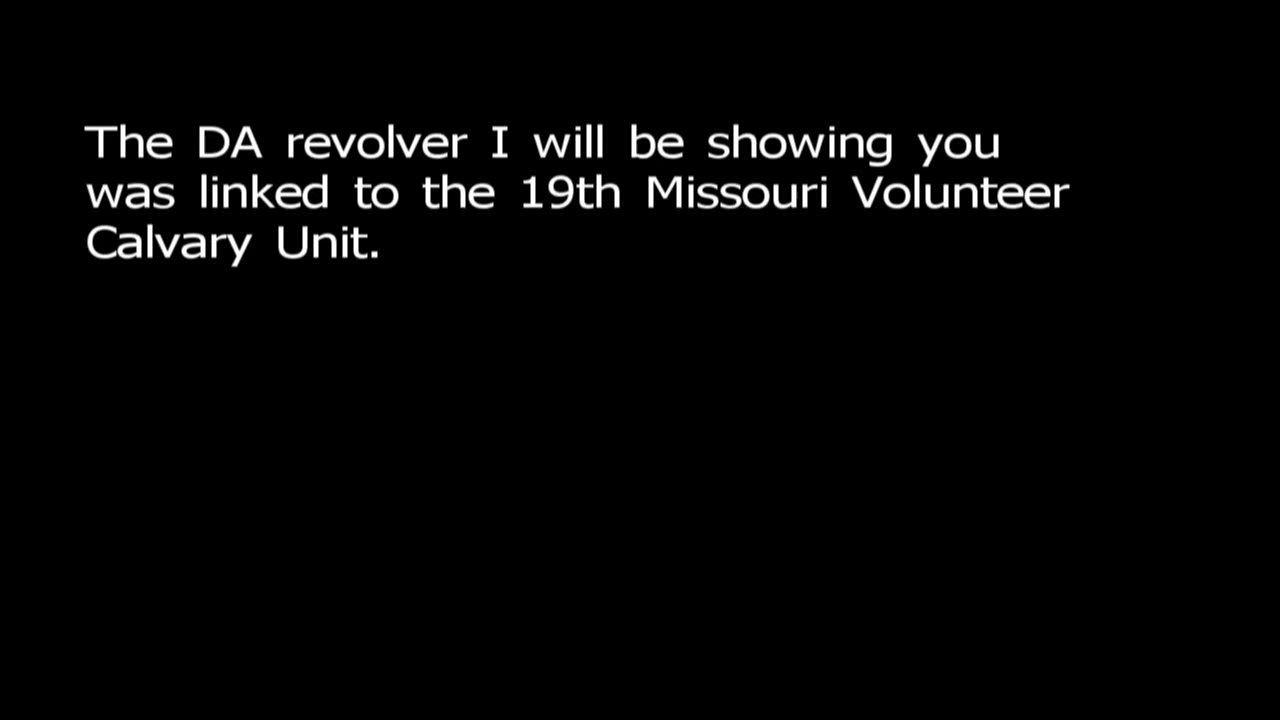 The DA revolver I will be showing you
was linked to the 19th Missouri Volunteer
Calvary Unit.